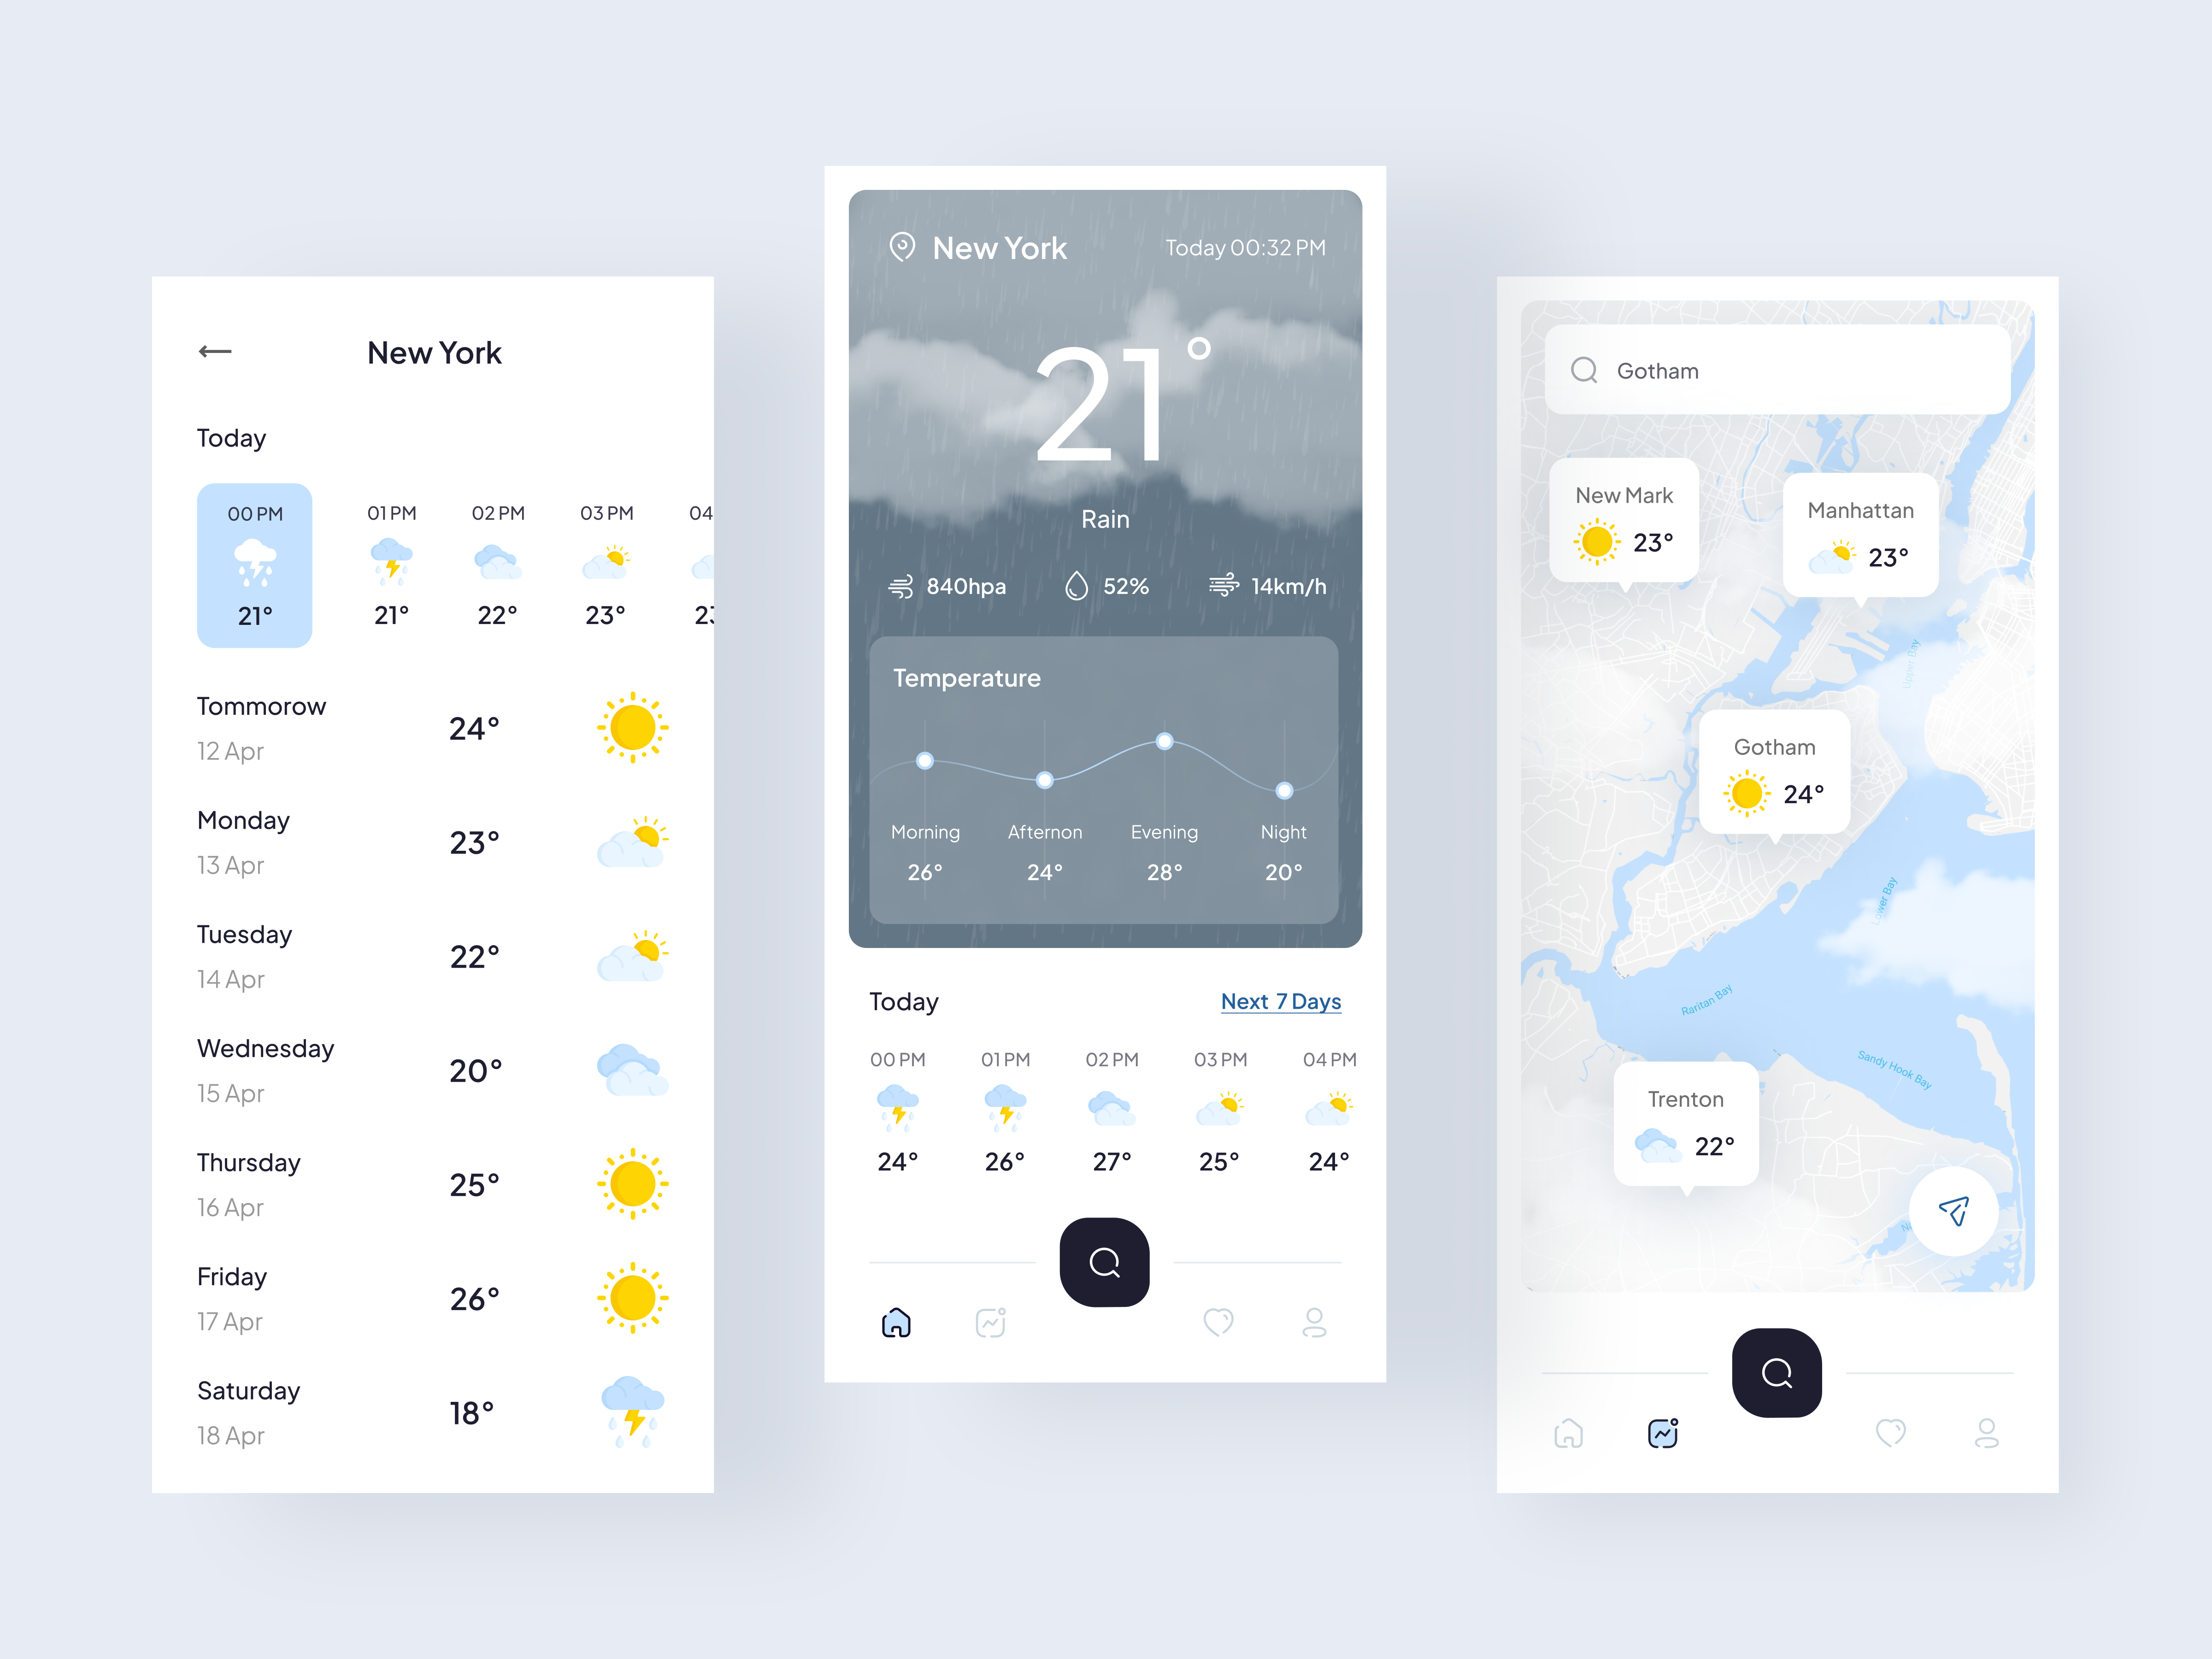 New York
Today
00 PM 01 PM 02 PM 03 PM 04
21° 21° 22° 23° 23
Tommorow
12 Apr
24°
Monday
13 Apr
23°
Tuesday
14 Apr
22°
Wednesday
15 Apr
20°
Thursday
16 Apr
25°
Friday
17 Apr
26°
Saturday
18 Apr
18°
New York
Today 00:32 PM
21°
Rain
840hpa 52% 14km/h
Temperature
Morning Afternon Evening Night
26° 24° 28° 20°
Today
Next 7 Days
00 PM 01 PM 02 PM 03 PM 04 PM
24° 26° 27° 25° 24°
Gotham
New Mark
23°
Manhattan
23°
Upper Bay
Gotham
24°
Lower Bay
Raritan Bay
Sandy Hook Bay
Trenton
22°